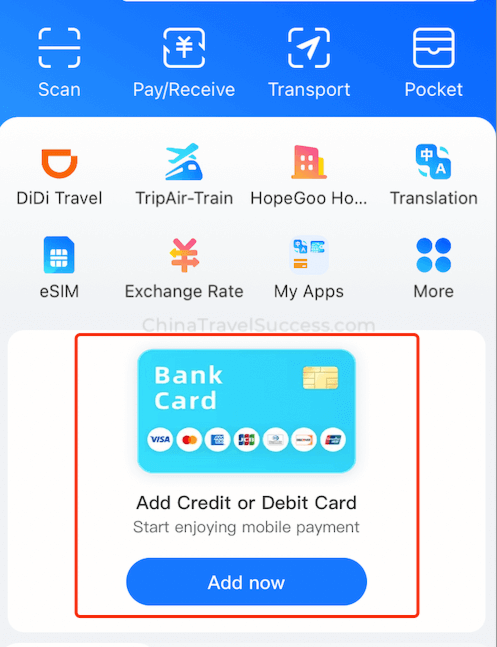 Scan
Pay/Receive
Transport
Pocket
DiDi Travel
TripAir-Train
HopeGoo Ho...
Translation
eSIM
Exchange Rate
My Apps
More
ChinaTravelSuccess.com
Bank
Card
VISA
Add Credit or Debit Card
Start enjoying mobile payment
Add now